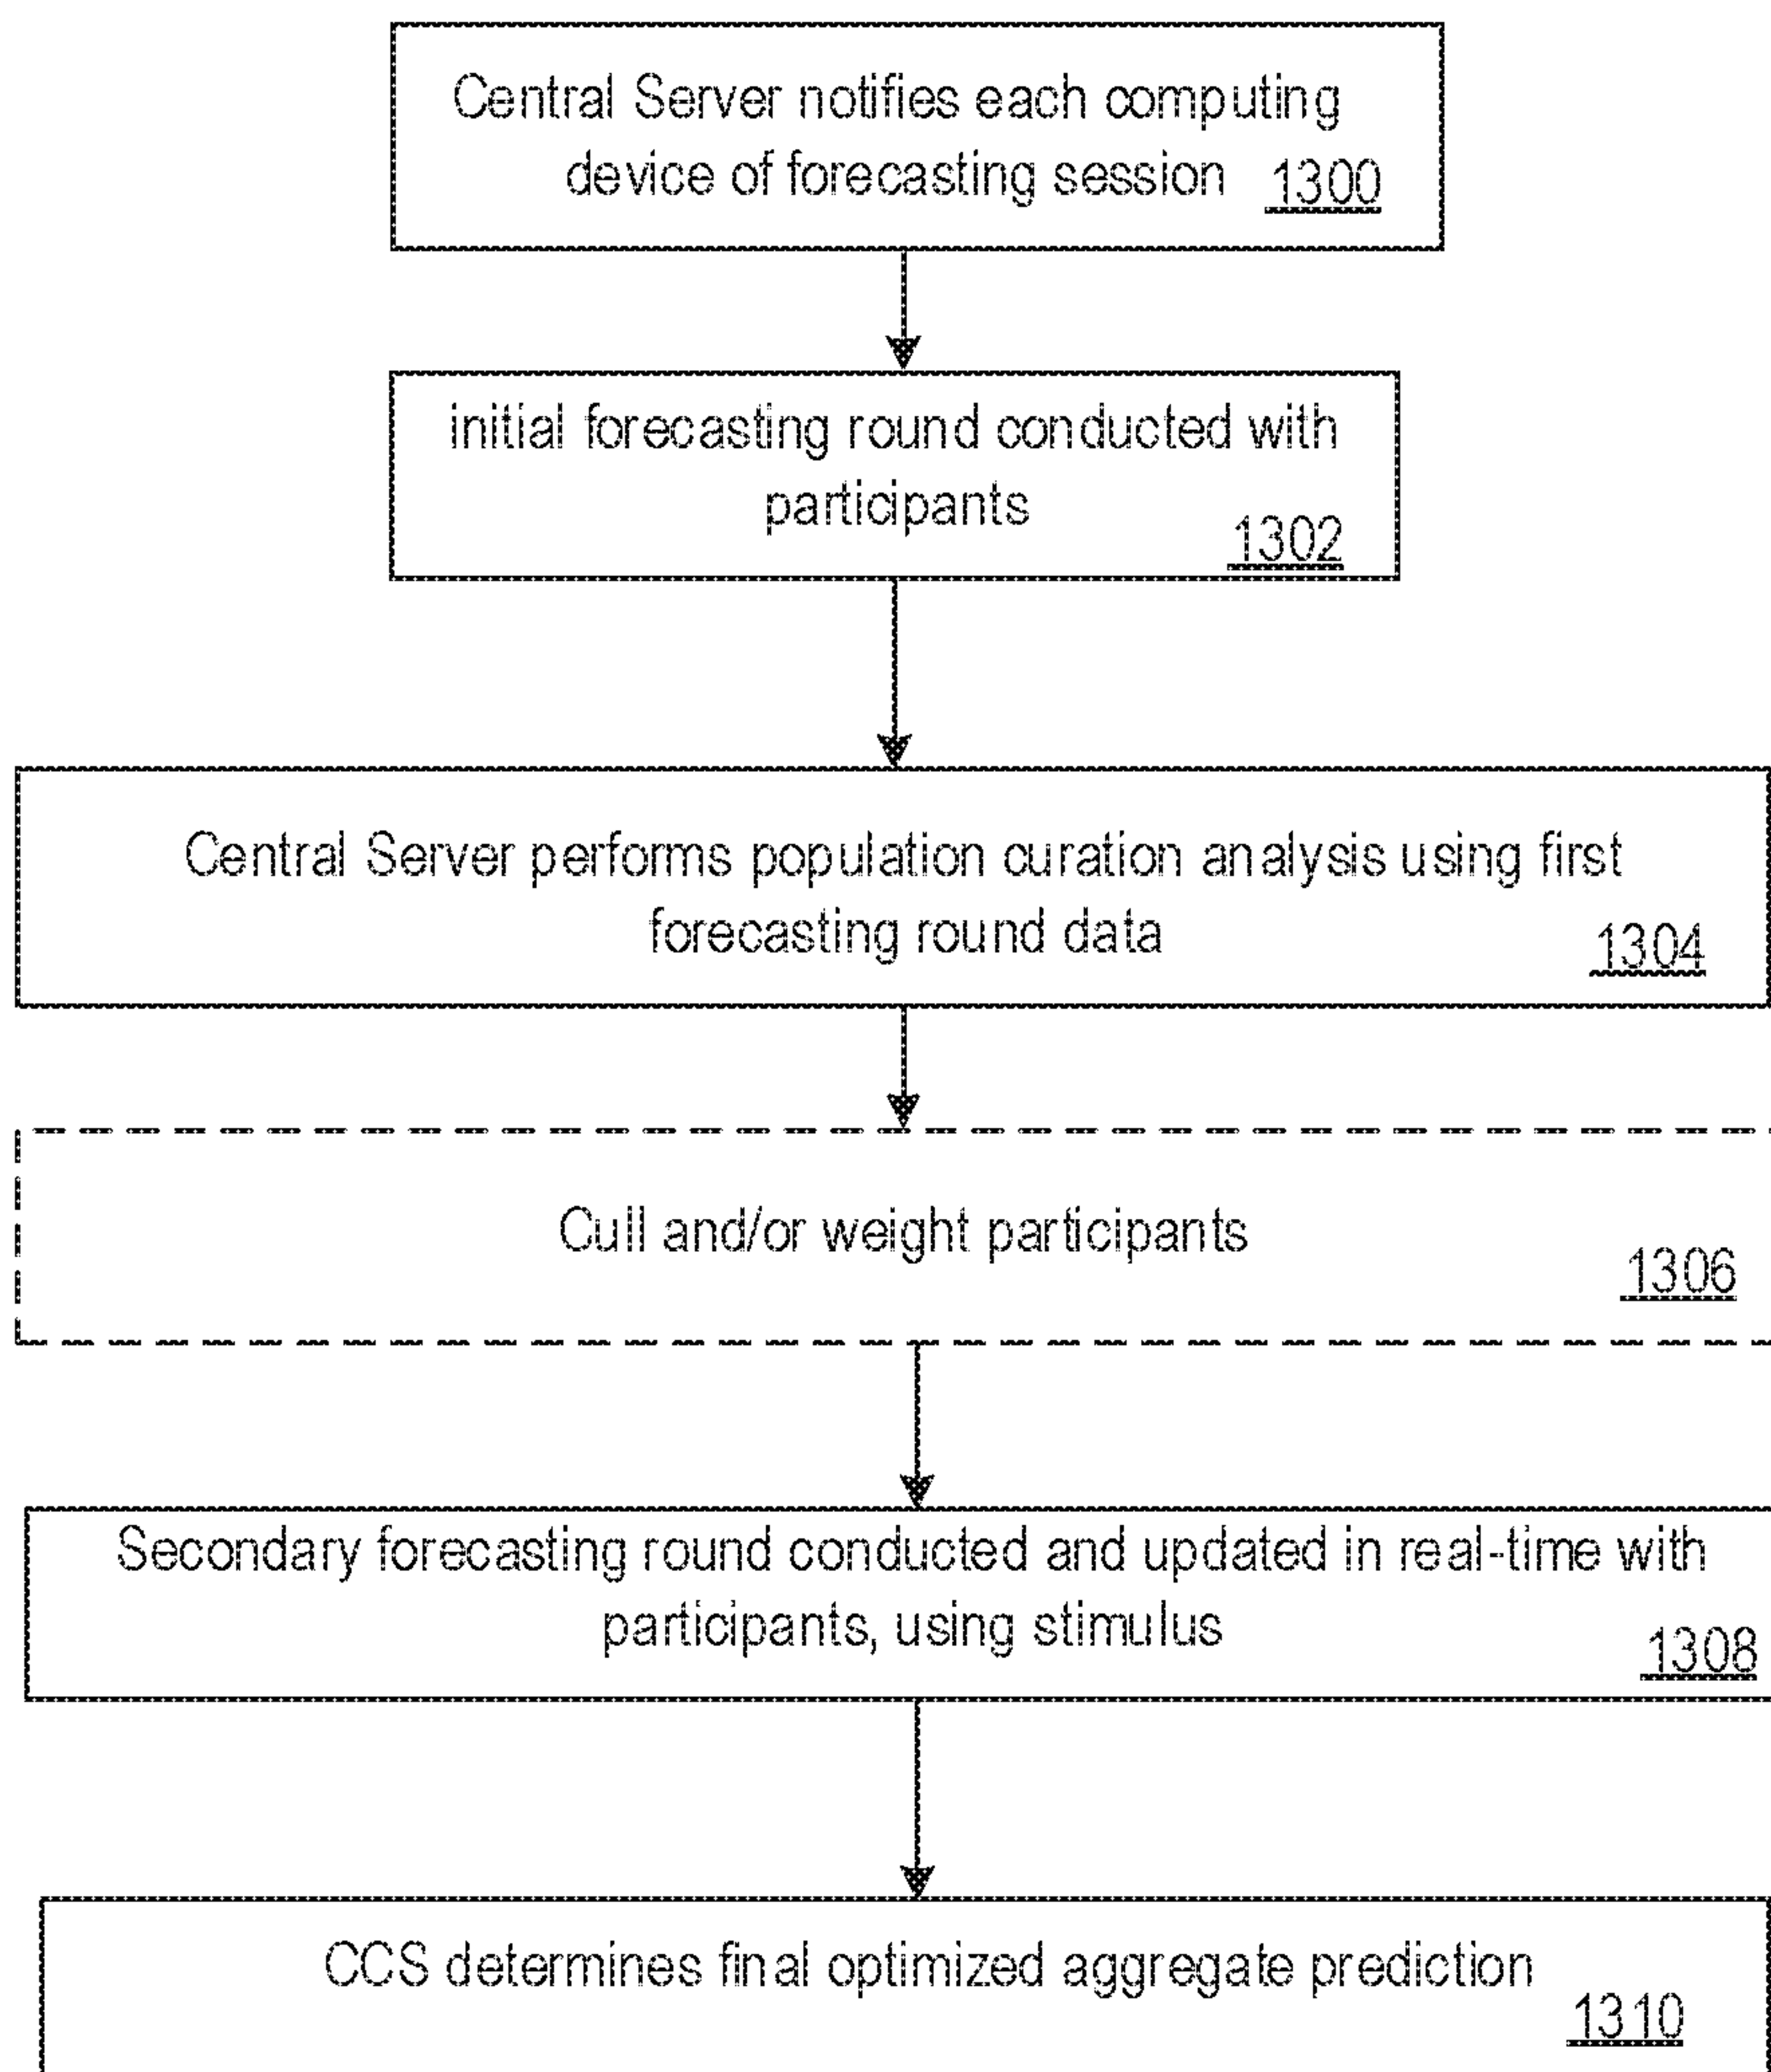 Central Server notifies each computing
device of forecasting session 1300
initial forecasting round conducted with
participants
1302
Central Server performs population curation analysis using first
forecasting round data
1304
Cull and/or weight participants
1306
Secondary forecasting round conducted and updated in real-time with
participants, using stimulus
1308
CCS determines final optimized aggregate prediction
1310